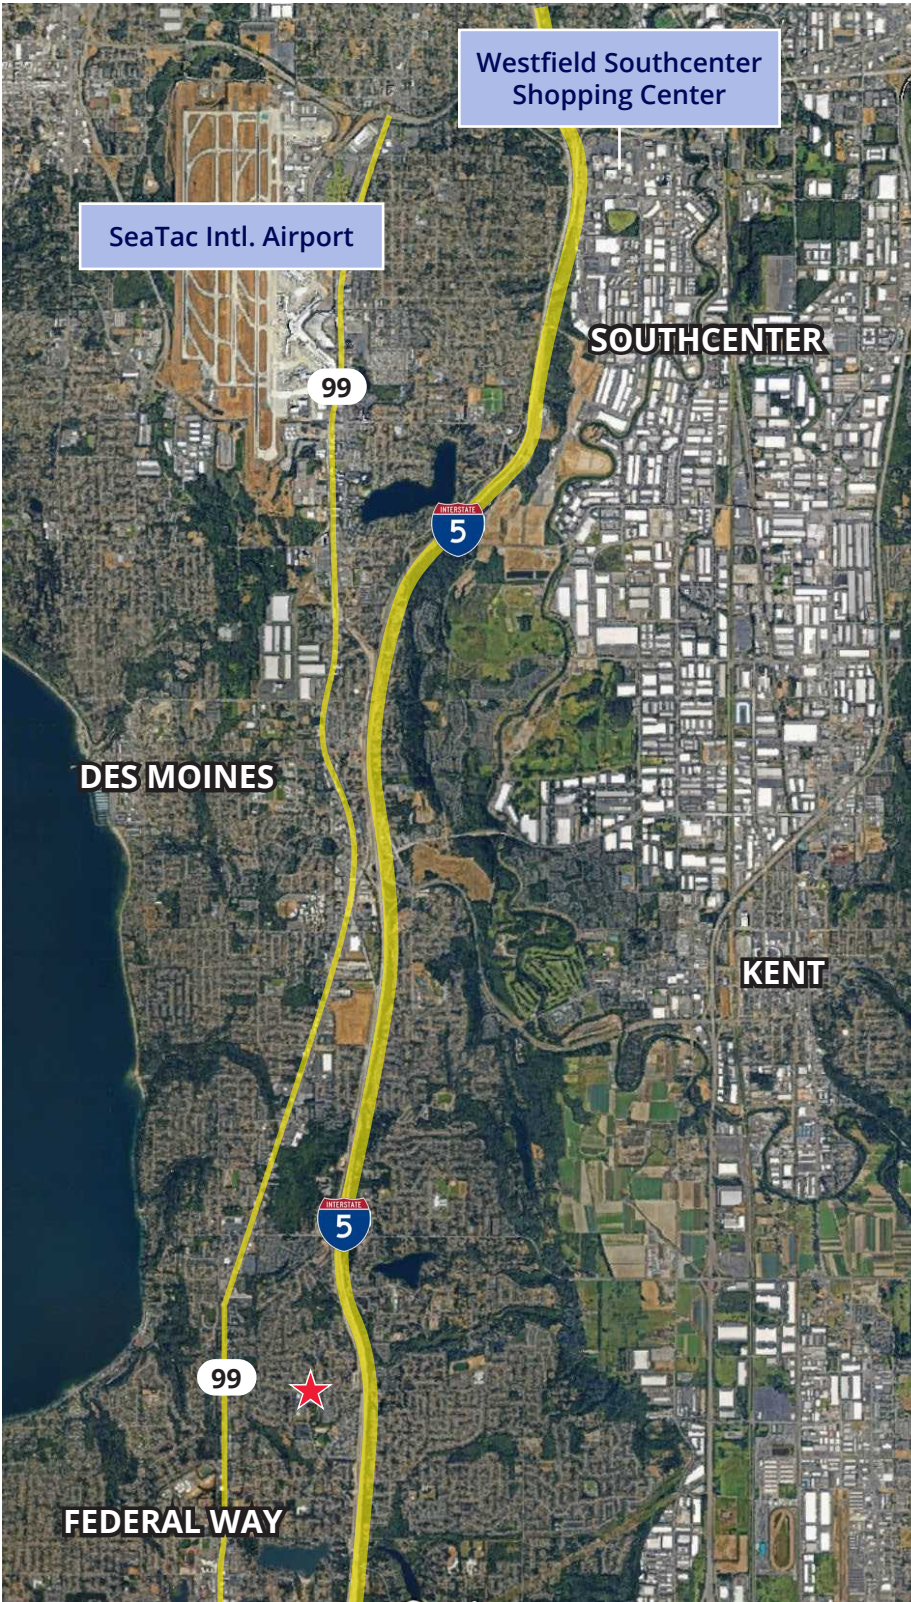 Westfield Southcenter
Shopping Center
SeaTac Intl. Airport
SOUTHCENTER
99
INTERSTATE
5
DES MOINES
KENT
INTERSTATE
5
99
FEDERAL WAY